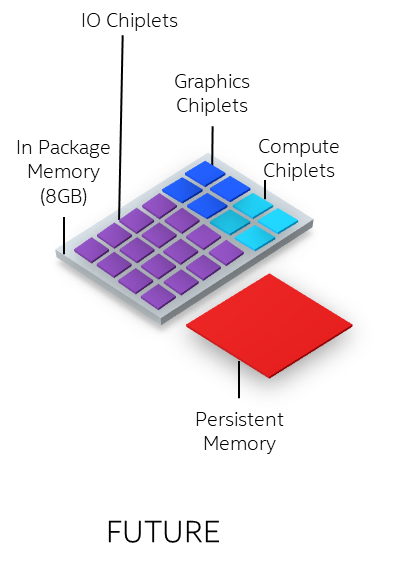 IO Chiplets
Graphics
Chiplets
In Package
Memory
(8GB)
Compute
Chiplets
Persistent
Memory
FUTURE